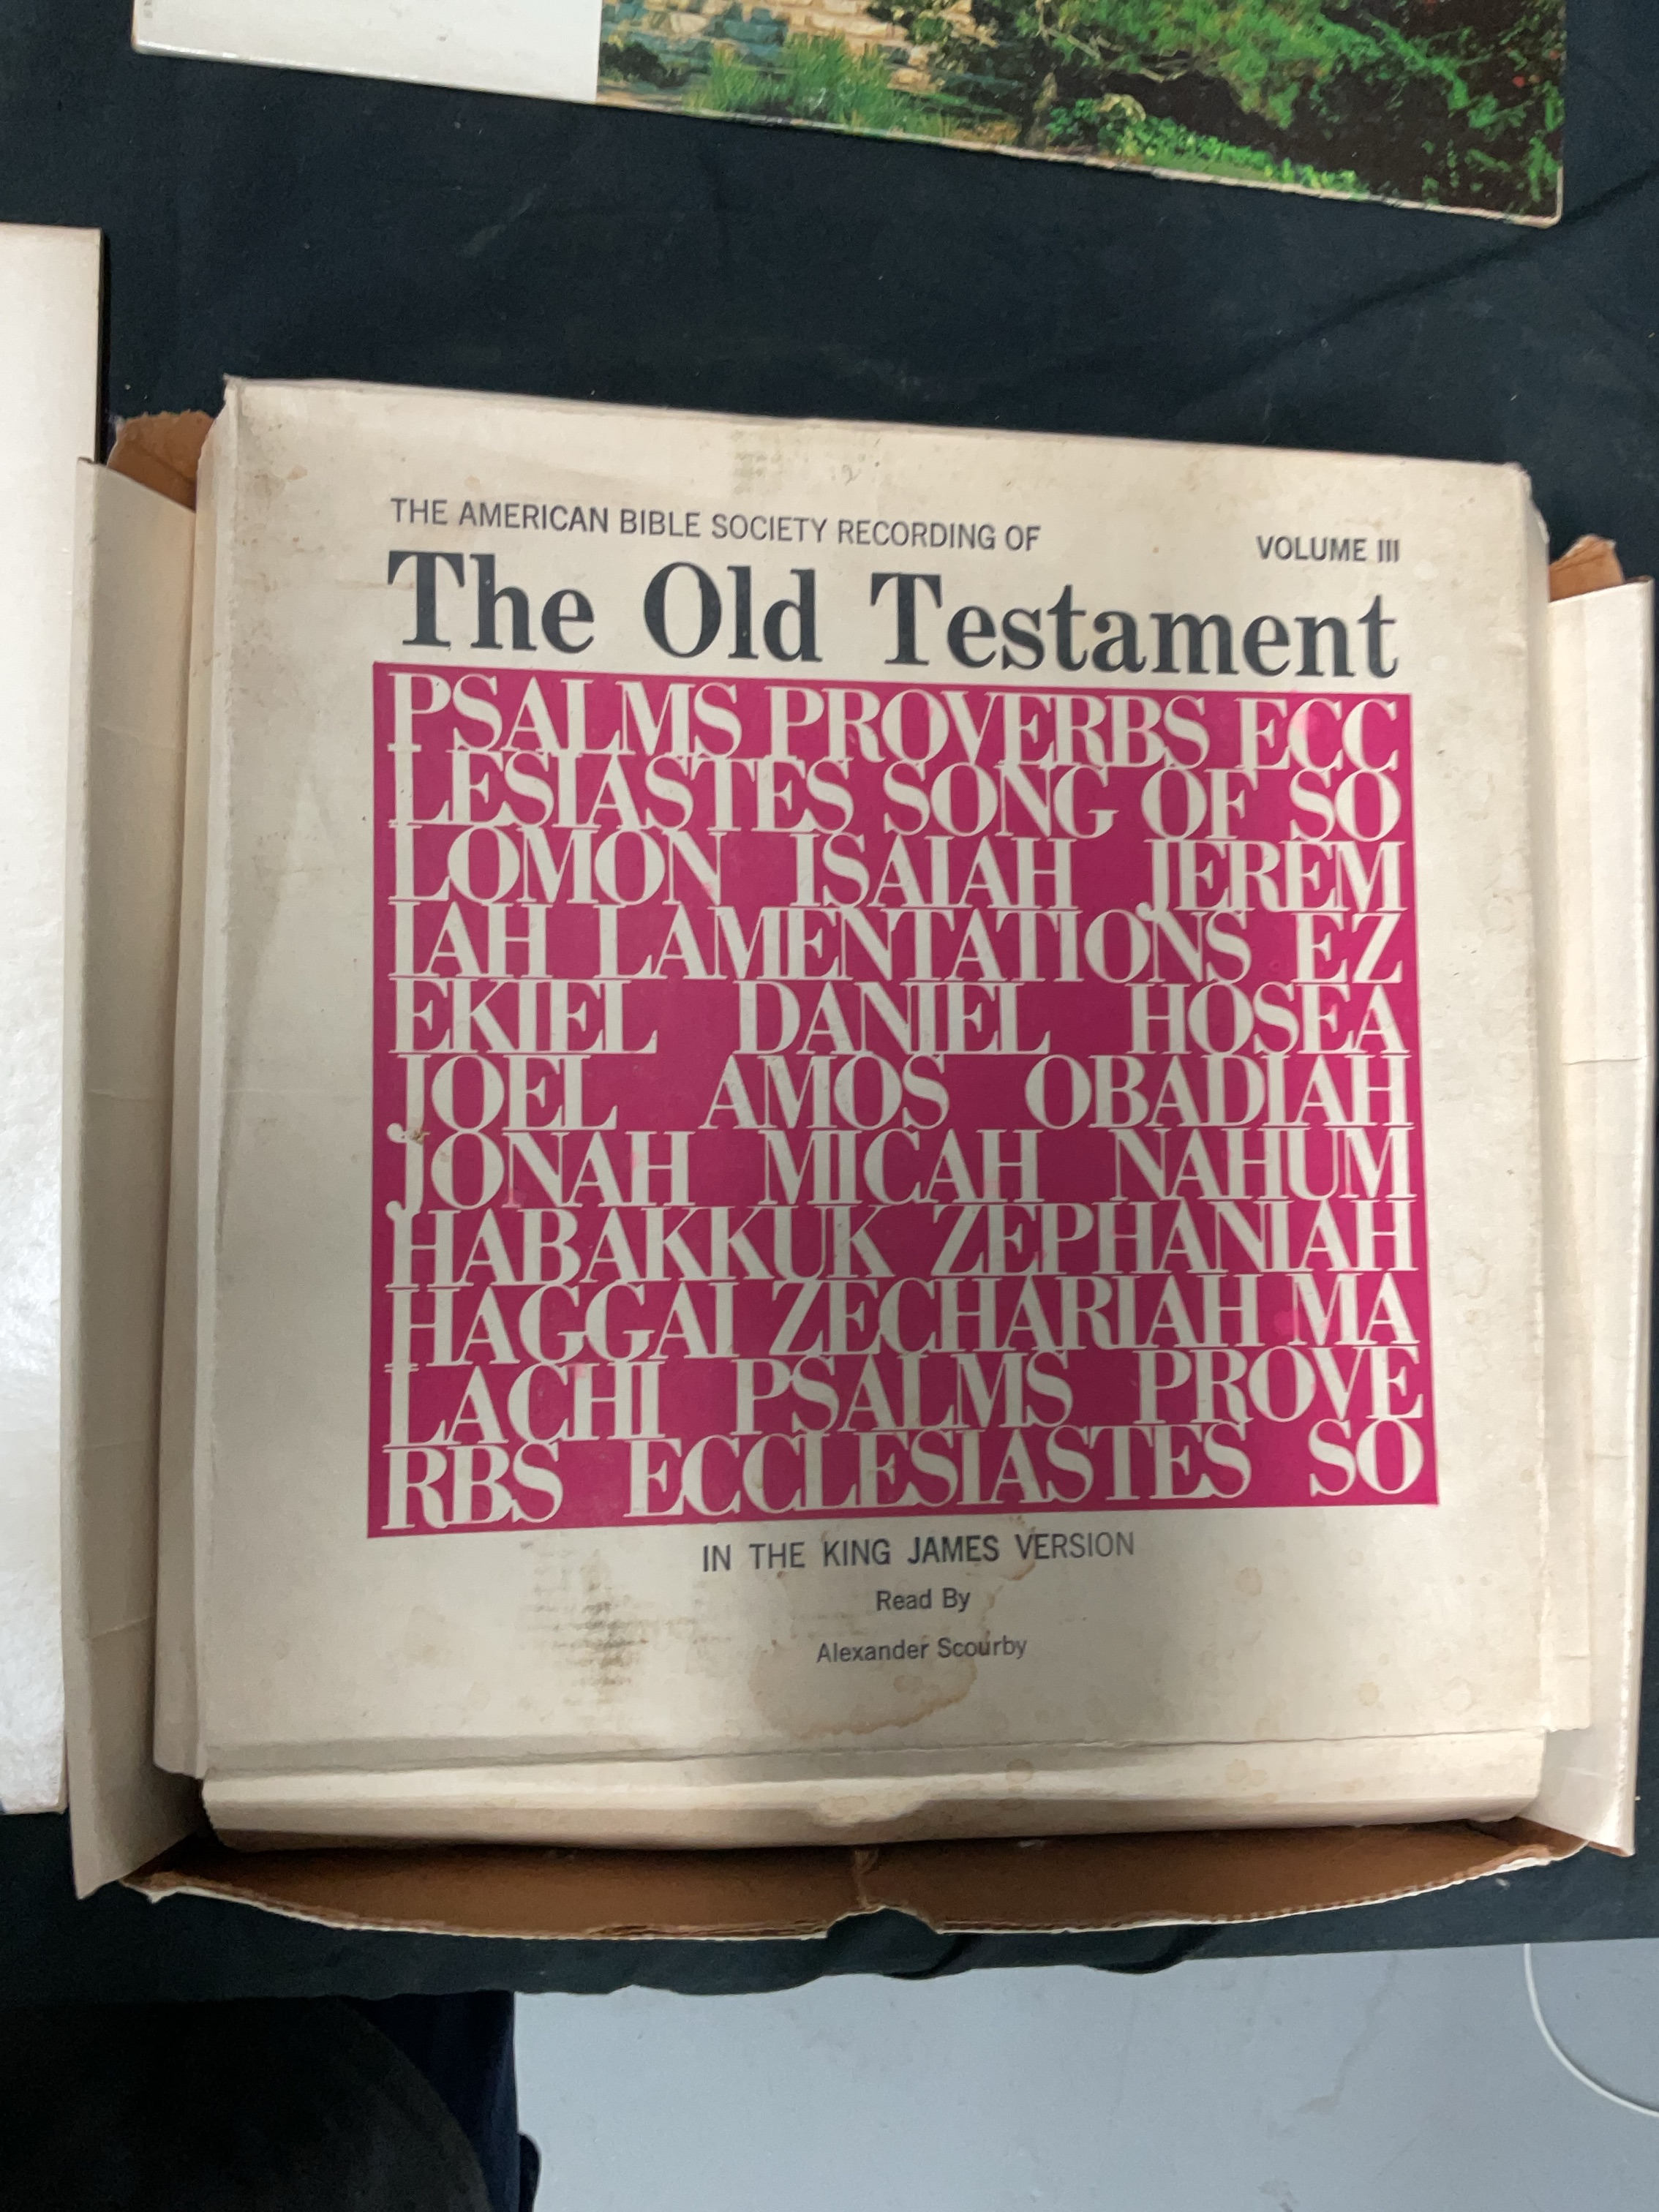 THE AMERICAN BIBLE SOCIETY RECORDING OF VOLUME III
The Old Testament
PSALMS PROVERBS ECC
LESIASTES SONG OF SO
LOMON ISAIAH JEREM
IAH LAMENTATIONS EZ
EKIEL DANIEL HOSEA
JOEL AMOS OBADIAH
JONAH MICAH NAHUM
HABAKKUK ZEPHANIAH
HAGGAI ZECHARIAH MA
LACHI PSALMS PROVE
RBS ECCLESIASTES SO
IN THE KING JAMES VERSION
Read By
Alexander Scourby